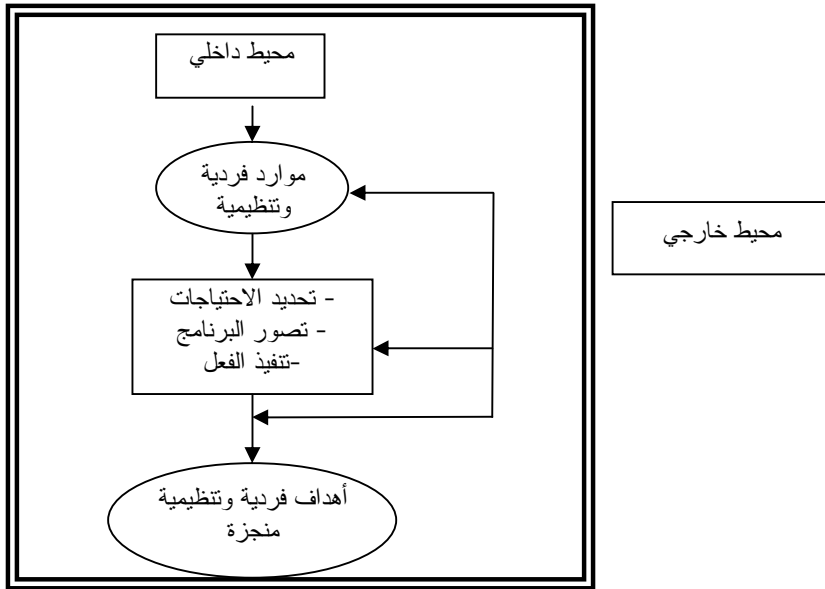 محيط داخلي
موارد فردية
وتنظيمية
محيط خارجي
- تحديد الاحتياجات
- تصور البرنامج
-تنفيذ الفعل
أهداف فردية وتنظيمية
منجزة